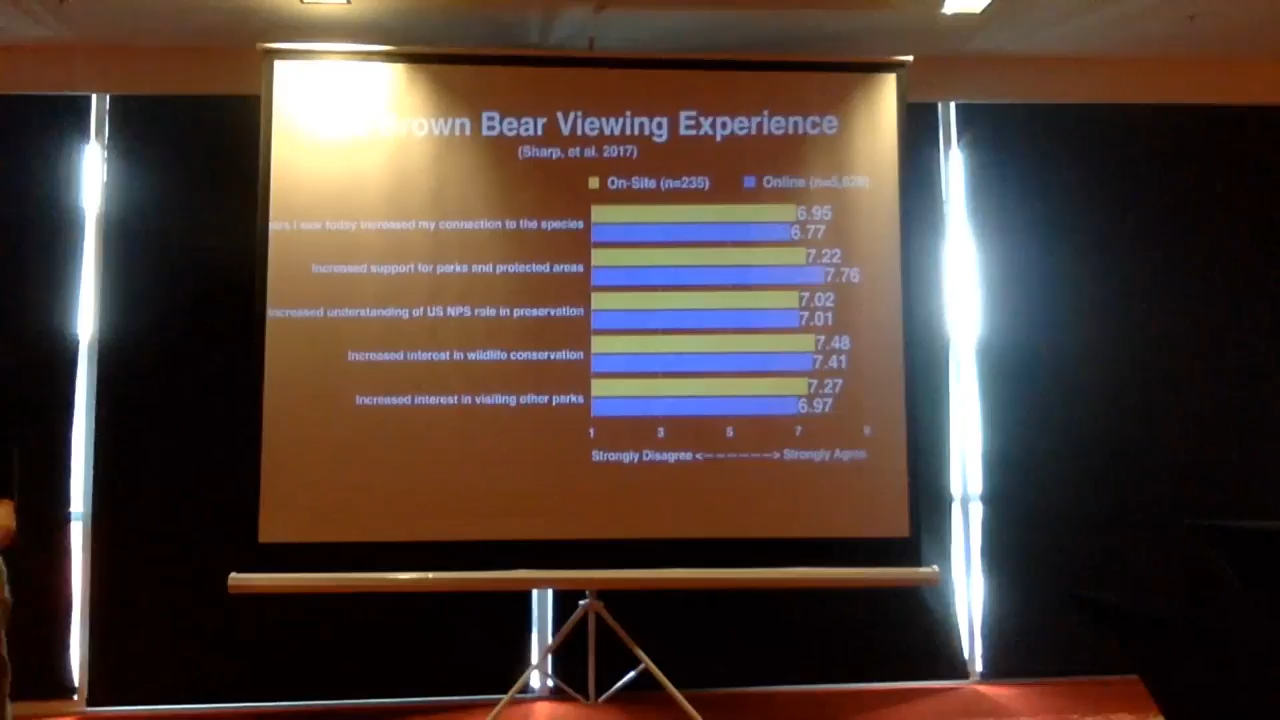 Bear Viewing Experience
(Sharp, et al. 2017)
On-Site (n=235) Online
I saw today increased my connection to the species
6.95
6.77
Increased support for parks and protected areas
7.22
7.76
Increased understanding of US NPS role in preservation
7.02
7.01
Increased interest in wildlife conservation
7.48
7.41
Increased interest in visiting other parks
7.27
6.97
1 3 5 7 9
Strongly Disagree <------> Strongly Agree